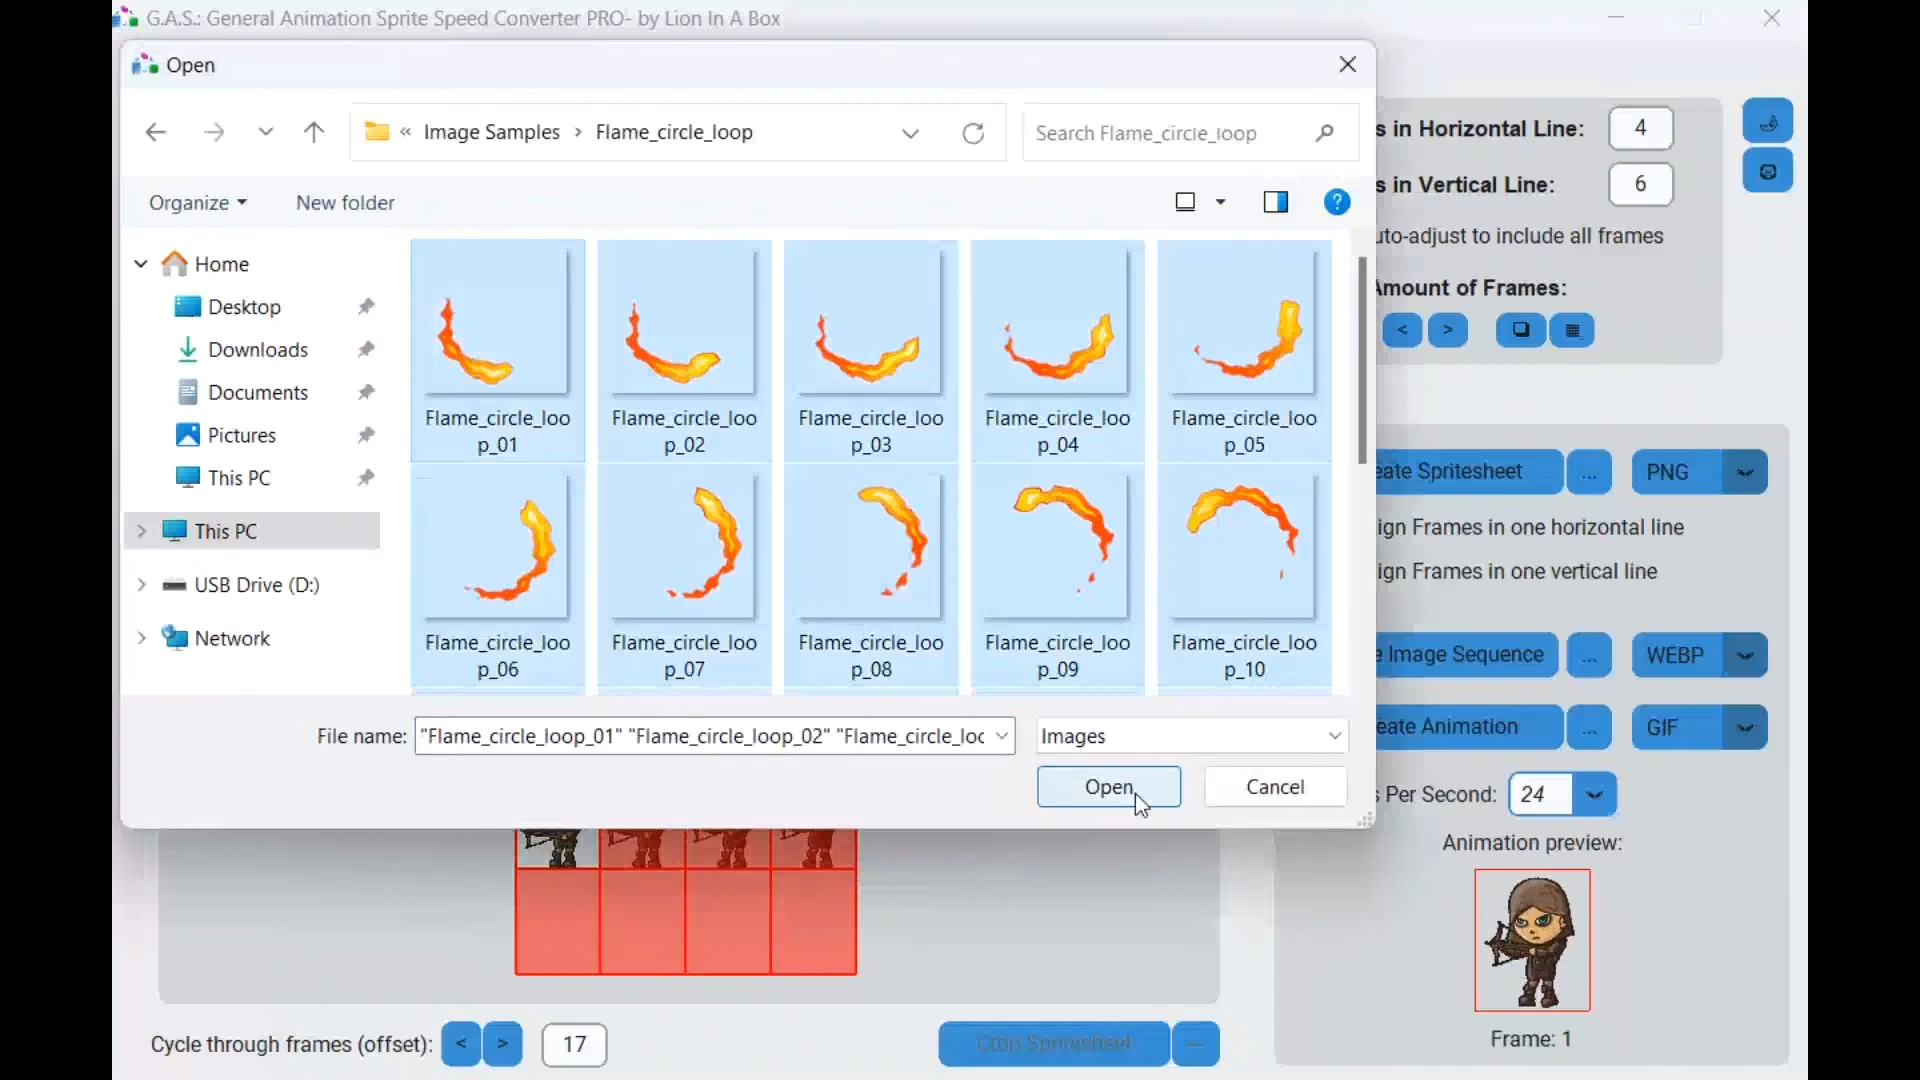 G.A.S.: General Animation Sprite Speed Converter PRO- by Lion In A Box
Open
« Image Samples › Flame_circle_loop
Search Flame_circle_loop
Organize
New folder
Home
Desktop
Downloads
Documents
Pictures
This PC
This PC
USB Drive (D:)
Network
Flame_circle_loo
p_01
Flame_circle_loo
p_02
Flame_circle_loo
p_03
Flame_circle_loo
p_04
Flame_circle_loo
p_05
Flame_circle_loo
p_06
Flame_circle_loo
p_07
Flame_circle_loo
p_08
Flame_circle_loo
p_09
Flame_circle_loo
p_10
File name: "Flame_circle_loop_01" "Flame_circle_loop_02" "Flame_circle_loc
Images
Open
Cancel
s in Horizontal Line: 4
s in Vertical Line: 6
uto-adjust to include all frames
Amount of Frames:
< >
eate Spritesheet ... PNG
ign Frames in one horizontal line
ign Frames in one vertical line
e Image Sequence ... WEBP
eate Animation ... GIF
s Per Second: 24
Animation preview:
Frame: 1
Cycle through frames (offset): < > 17
Crop Spritesheet ...